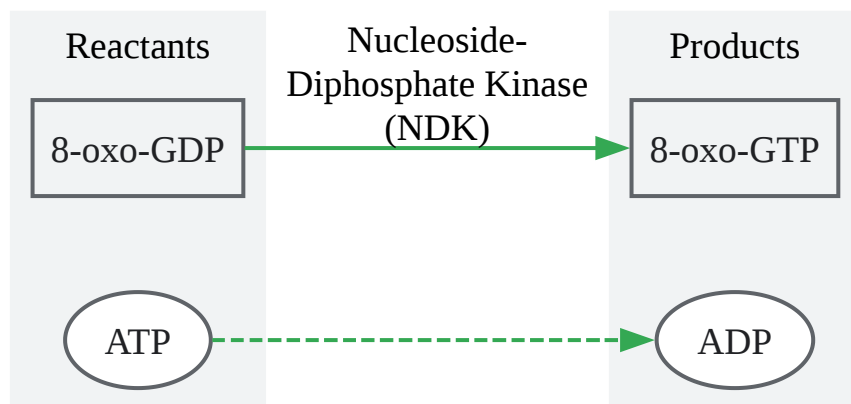 Reactants
Nucleoside-
Diphosphate Kinase
(NDK)
Products
8-oxo-GDP
8-oxo-GTP
ATP
ADP